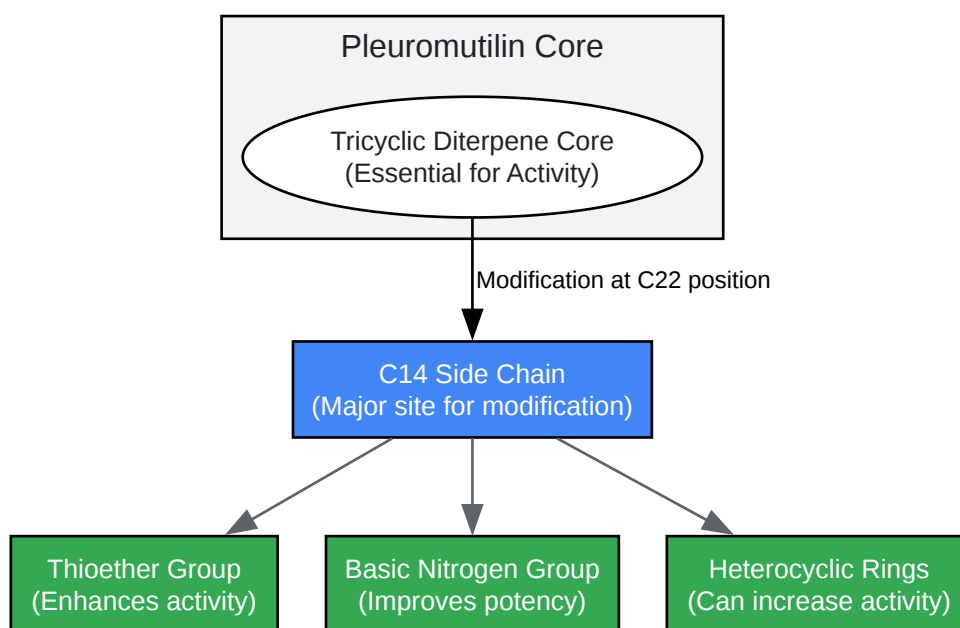 Pleuromutilin Core
Tricyclic Diterpene Core
(Essential for Activity)
Modification at C22 position
C14 Side Chain
(Major site for modification)
Thioether Group
(Enhances activity)
Basic Nitrogen Group
(Improves potency)
Heterocyclic Rings
(Can increase activity)